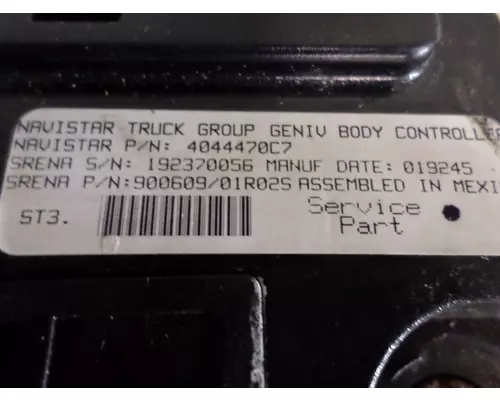 NAVISTAR TRUCK GROUP GENIV BODY CONTROLLE
NAVISTAR P/N: 4044470C7
SRENA S/N: 192370056 MANUF DATE: 019245
SRENA P/N:900609/01R02S ASSEMBLED IN MEXI
ST3.
Service
Part